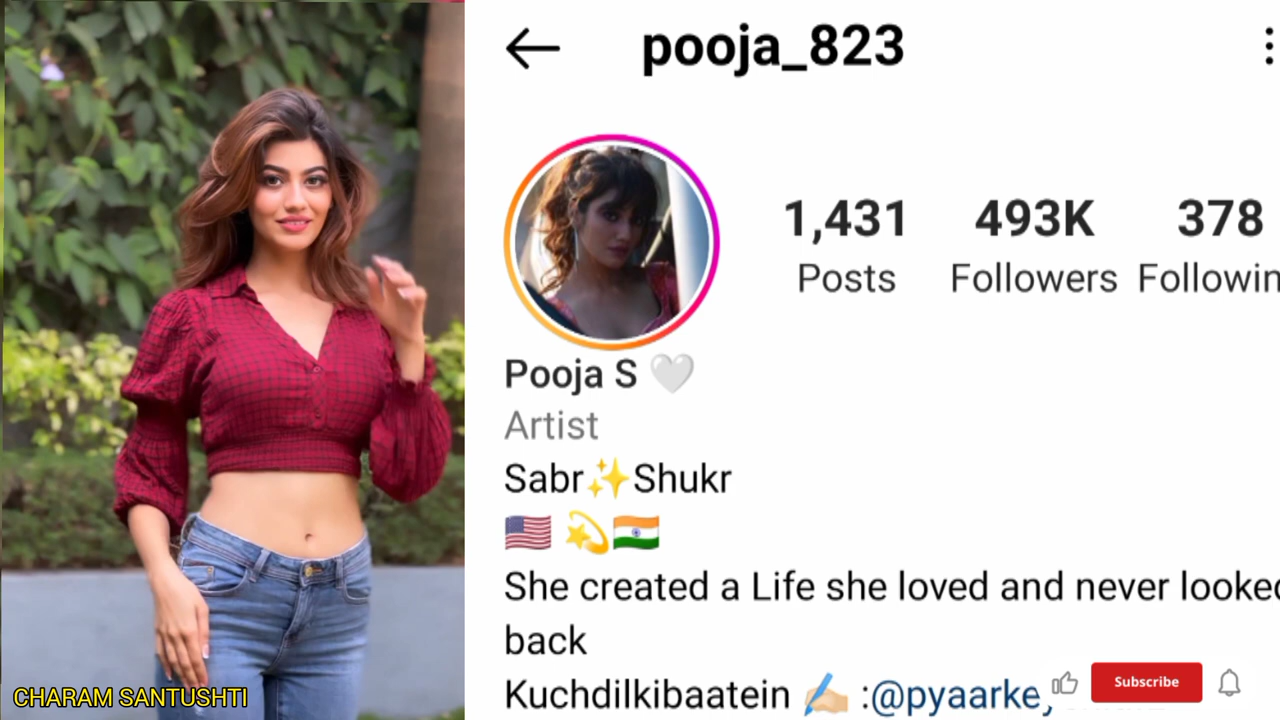 pooja_823
1,431 493K 378
Posts Followers Followin
Pooja S 🤍
Artist
Sabr✨Shukr
🇺🇸 💫🇮🇳
She created a Life she loved and never looked
back
Kuchdilkibaatein ✍🏻 :@pyaarke
Subscribe
CHARAM SANTUSHTI